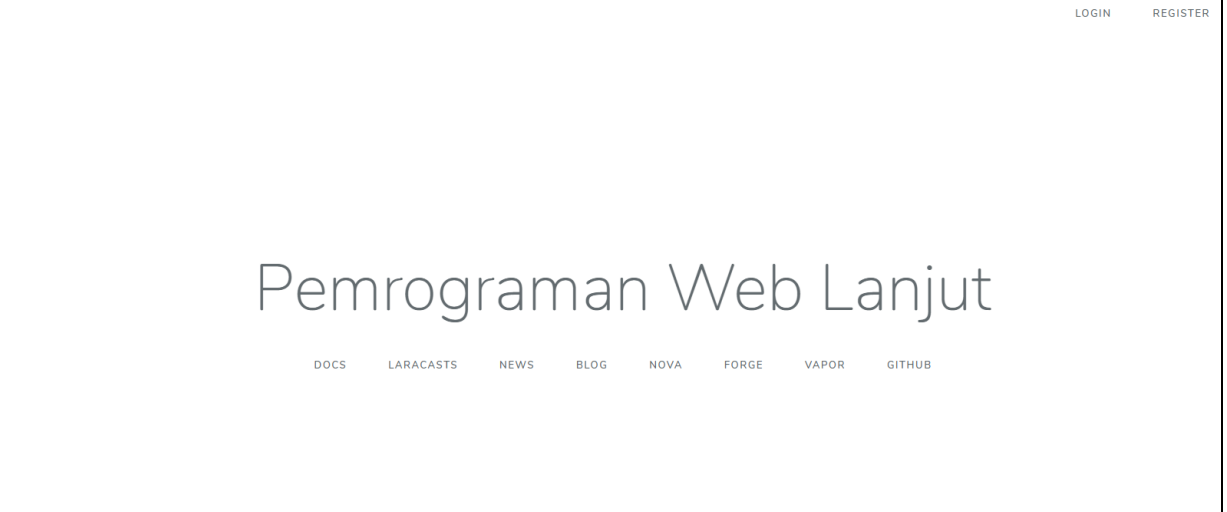 LOGIN REGISTER
Pemrograman Web Lanjut
DOCS LARACASTS NEWS BLOG NOVA FORGE VAPOR GITHUB